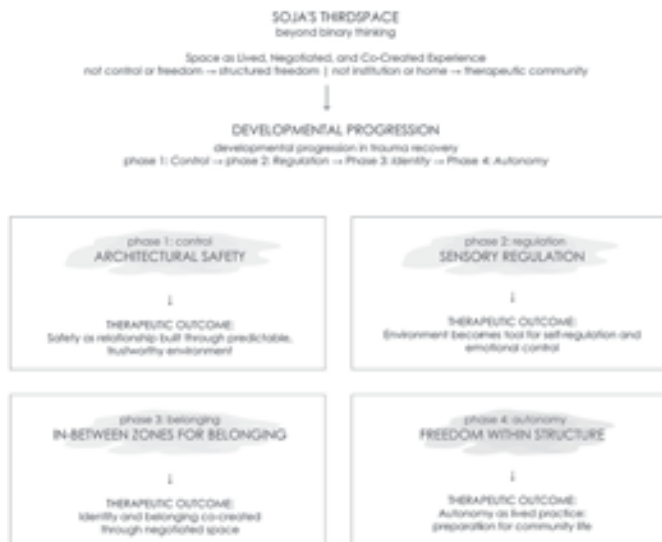 SOJA'S THIRDSPACE
beyond binary thinking
Space as Lived, Negotiated, and Co-Created Experience
not control or freedom → structured freedom | not institution or home → therapeutic community
↓
DEVELOPMENTAL PROGRESSION
developmental progression in trauma recovery
phase 1: Control → phase 2: Regulation → Phase 3: Identity → Phase 4: Autonomy
phase 1: control
ARCHITECTURAL SAFETY
↓
THERAPEUTIC OUTCOME:
Safety as relationship built through predictable,
trustworthy environment
phase 2: regulation
SENSORY REGULATION
↓
THERAPEUTIC OUTCOME:
Environment becomes tool for self-regulation and
emotional control
phase 3: belonging
IN-BETWEEN ZONES FOR BELONGING
↓
THERAPEUTIC OUTCOME:
Identity and belonging co-created
through negotiated space
phase 4: autonomy
FREEDOM WITHIN STRUCTURE
↓
THERAPEUTIC OUTCOME:
Autonomy as lived practice:
preparation for community life